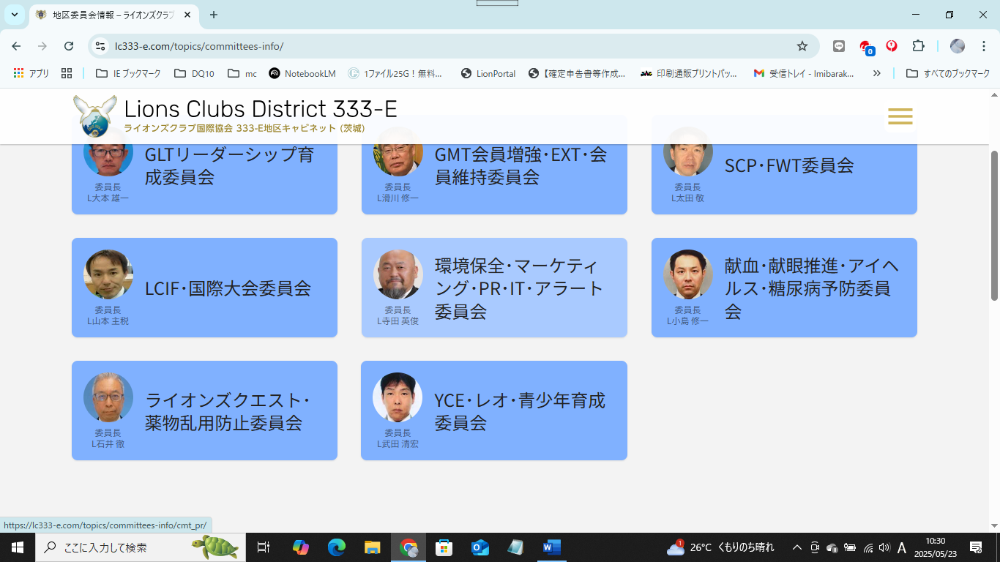 地区委員会情報 – ライオンズクラブ
lc333-e.com/topics/committees-info/
0
アプリ
IE ブックマーク
DQ10
mc
NotebookLM
1ファイル25G！無料...
LionPortal
【確定申告書等作成...
印刷通販プリントパッ...
受信トレイ - Imibarak...
すべてのブックマーク
Lions Clubs District 333-E
ライオンズクラブ国際協会 333-E地区キャビネット (茨城)
GLTリーダーシップ育
成委員会
委員長
L大本 雄一
GMT会員増強･EXT･会
員維持委員会
委員長
L滑川 修一
SCP･FWT委員会
委員長
L太田 敬
LCIF･国際大会委員会
委員長
L山本 主税
環境保全･マーケティ
ング･PR･IT･アラート
委員会
委員長
L寺田 英俊
献血･献眼推進･アイヘ
ルス･糖尿病予防委員
会
委員長
L小島 修一
ライオンズクエスト･
薬物乱用防止委員会
委員長
L石井 徹
YCE･レオ･青少年育成
委員会
委員長
L武田 清宏
https://lc333-e.com/topics/committees-info/cmt_pr/
ここに入力して検索
1
26°C くもりのち晴れ
A
10:30
2025/05/23